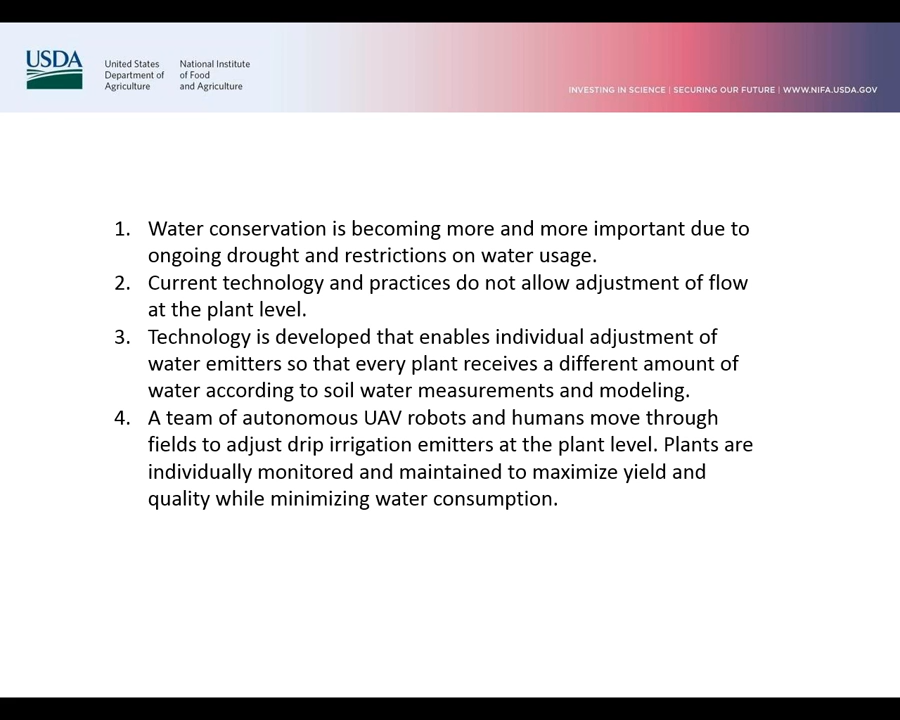 USDA
United States
Department of
Agriculture
National Institute
of Food
and Agriculture
INVESTING IN SCIENCE | SECURING OUR FUTURE | WWW.NIFA.USDA.GOV
1. Water conservation is becoming more and more important due to
ongoing drought and restrictions on water usage.
2. Current technology and practices do not allow adjustment of flow
at the plant level.
3. Technology is developed that enables individual adjustment of
water emitters so that every plant receives a different amount of
water according to soil water measurements and modeling.
4. A team of autonomous UAV robots and humans move through
fields to adjust drip irrigation emitters at the plant level. Plants are
individually monitored and maintained to maximize yield and
quality while minimizing water consumption.